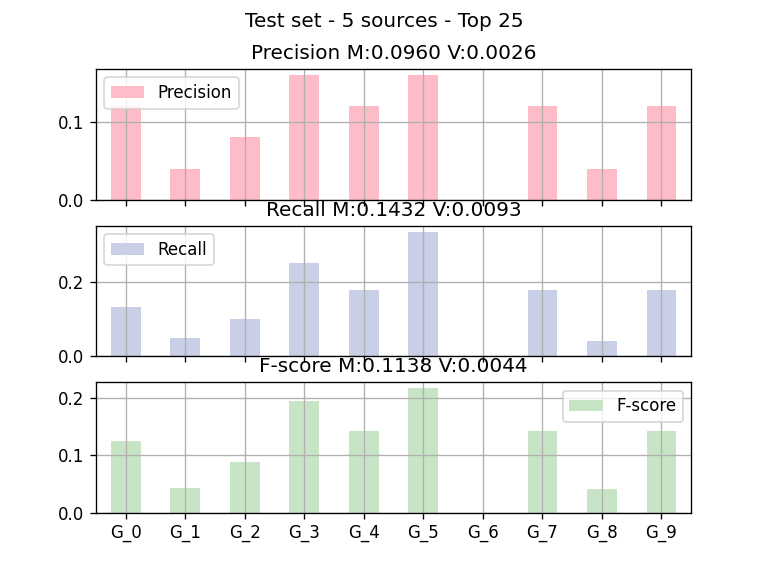 Test set - 5 sources - Top 25
Precision M:0.0960 V:0.0026
Precision
0.1
0.0
Recall M:0.1432 V:0.0093
Recall
0.2
0.0
F-score M:0.1138 V:0.0044
F-score
0.2
0.1
0.0
G_0 G_1 G_2 G_3 G_4 G_5 G_6 G_7 G_8 G_9